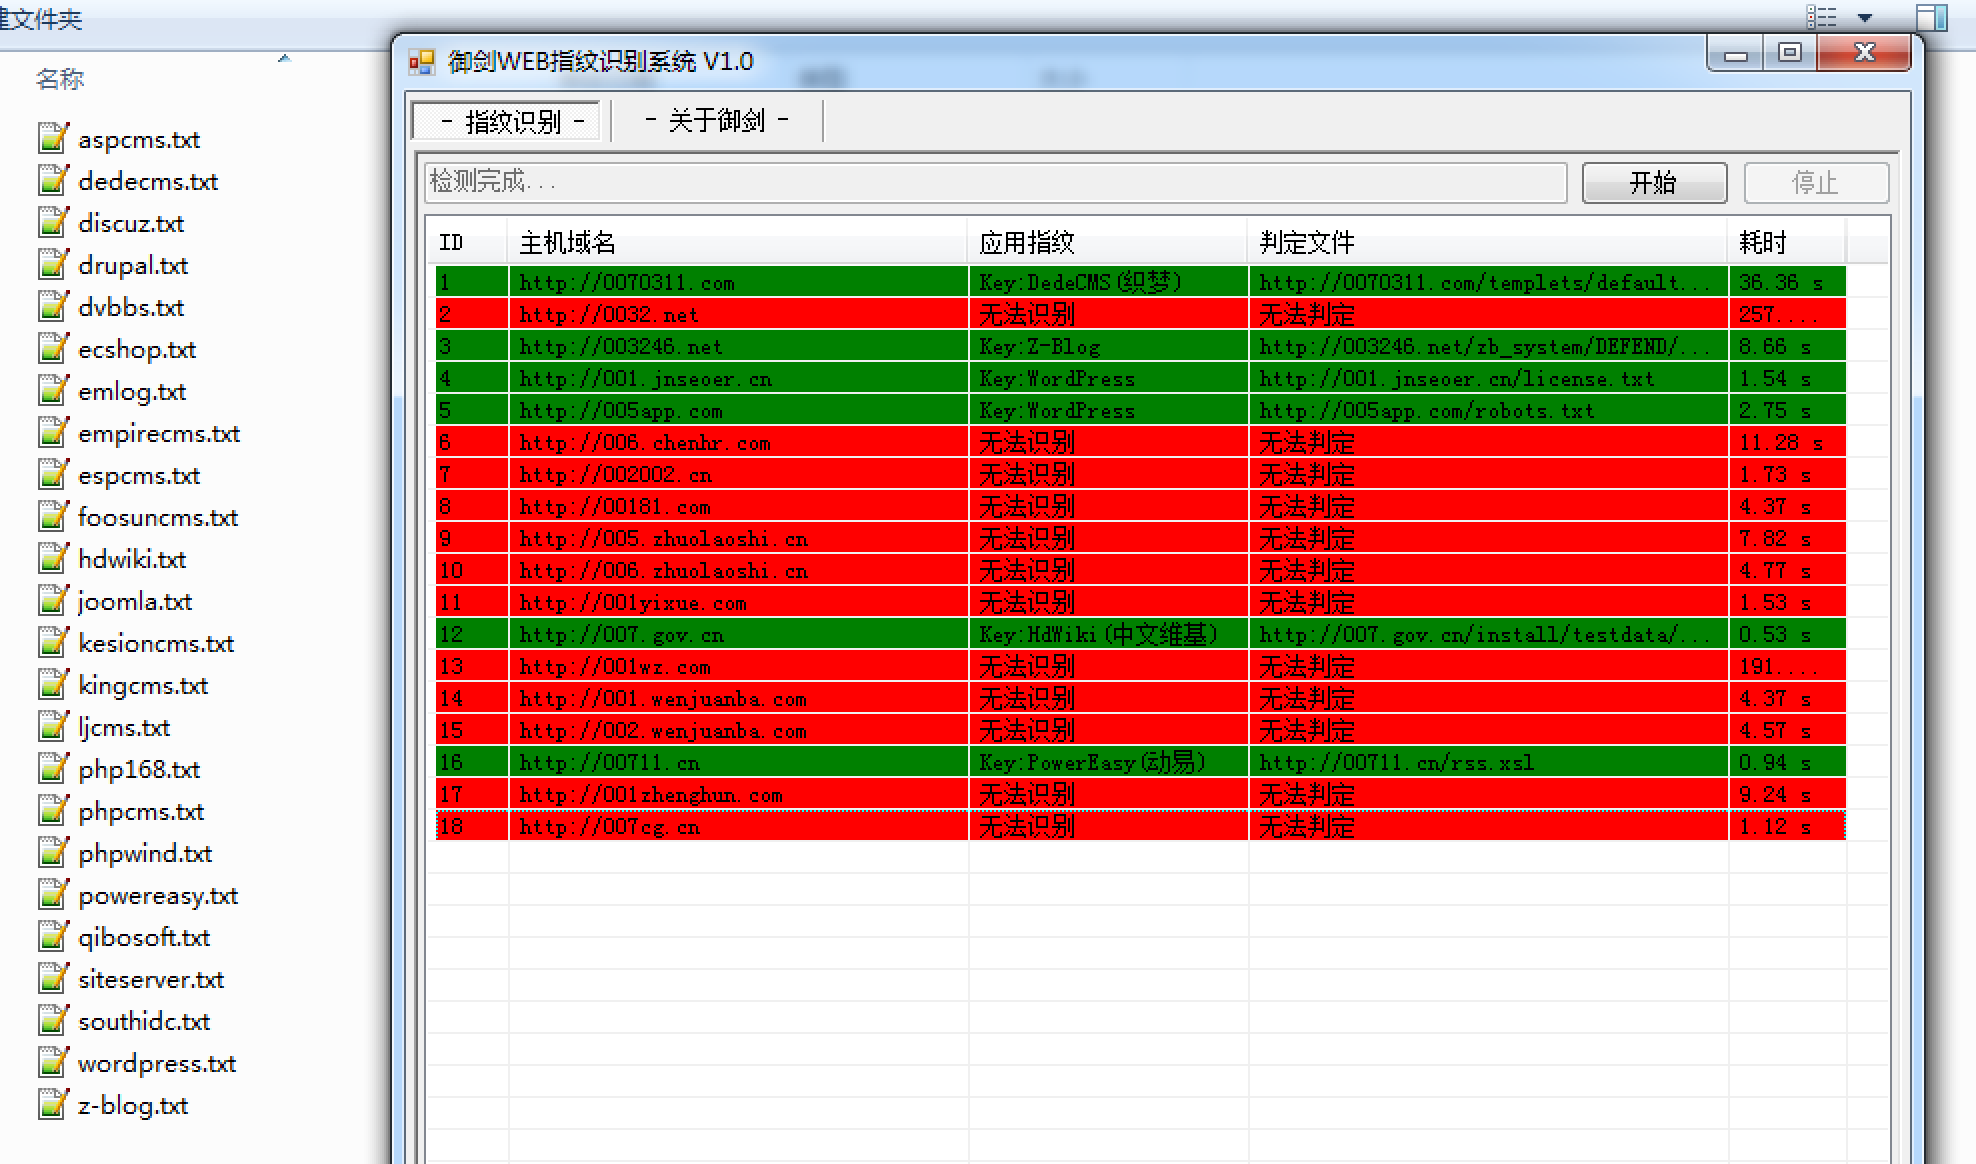 建文件夹
名称
aspcms.txt
dedecms.txt
discuz.txt
drupal.txt
dvbbs.txt
ecshop.txt
emlog.txt
empirecms.txt
espcms.txt
foosuncms.txt
hdwiki.txt
joomla.txt
kesioncms.txt
kingcms.txt
ljcms.txt
php168.txt
phpcms.txt
phpwind.txt
powereasy.txt
qibosoft.txt
siteserver.txt
southidc.txt
wordpress.txt
z-blog.txt
御剑WEB指纹识别系统 V1.0
- 指纹识别 - - 关于御剑 -
检测完成... 开始 停止
ID 主机域名 应用指纹 判定文件 耗时
1 http://0070311.com Key:DedeCMS(织梦) http://0070311.com/templets/default... 36.36 s
2 http://0032.net 无法识别 无法判定 257....
3 http://003246.net Key:Z-Blog http://003246.net/zb_system/DEFEND/... 8.66 s
4 http://001.jnseoer.cn Key:WordPress http://001.jnseoer.cn/license.txt 1.54 s
5 http://005app.com Key:WordPress http://005app.com/robots.txt 2.75 s
6 http://006.chenhr.com 无法识别 无法判定 11.28 s
7 http://002002.cn 无法识别 无法判定 1.73 s
8 http://00181.com 无法识别 无法判定 4.37 s
9 http://005.zhuolaoshi.cn 无法识别 无法判定 7.82 s
10 http://006.zhuolaoshi.cn 无法识别 无法判定 4.77 s
11 http://001yixue.com 无法识别 无法判定 1.53 s
12 http://007.gov.cn Key:HdWiki(中文维基) http://007.gov.cn/install/testdata/... 0.53 s
13 http://001wz.com 无法识别 无法判定 191....
14 http://001.wenjuanba.com 无法识别 无法判定 4.37 s
15 http://002.wenjuanba.com 无法识别 无法判定 4.57 s
16 http://00711.cn Key:PowerEasy(动易) http://00711.cn/rss.xsl 0.94 s
17 http://001zhenghun.com 无法识别 无法判定 9.24 s
18 http://007cg.cn 无法识别 无法判定 1.12 s